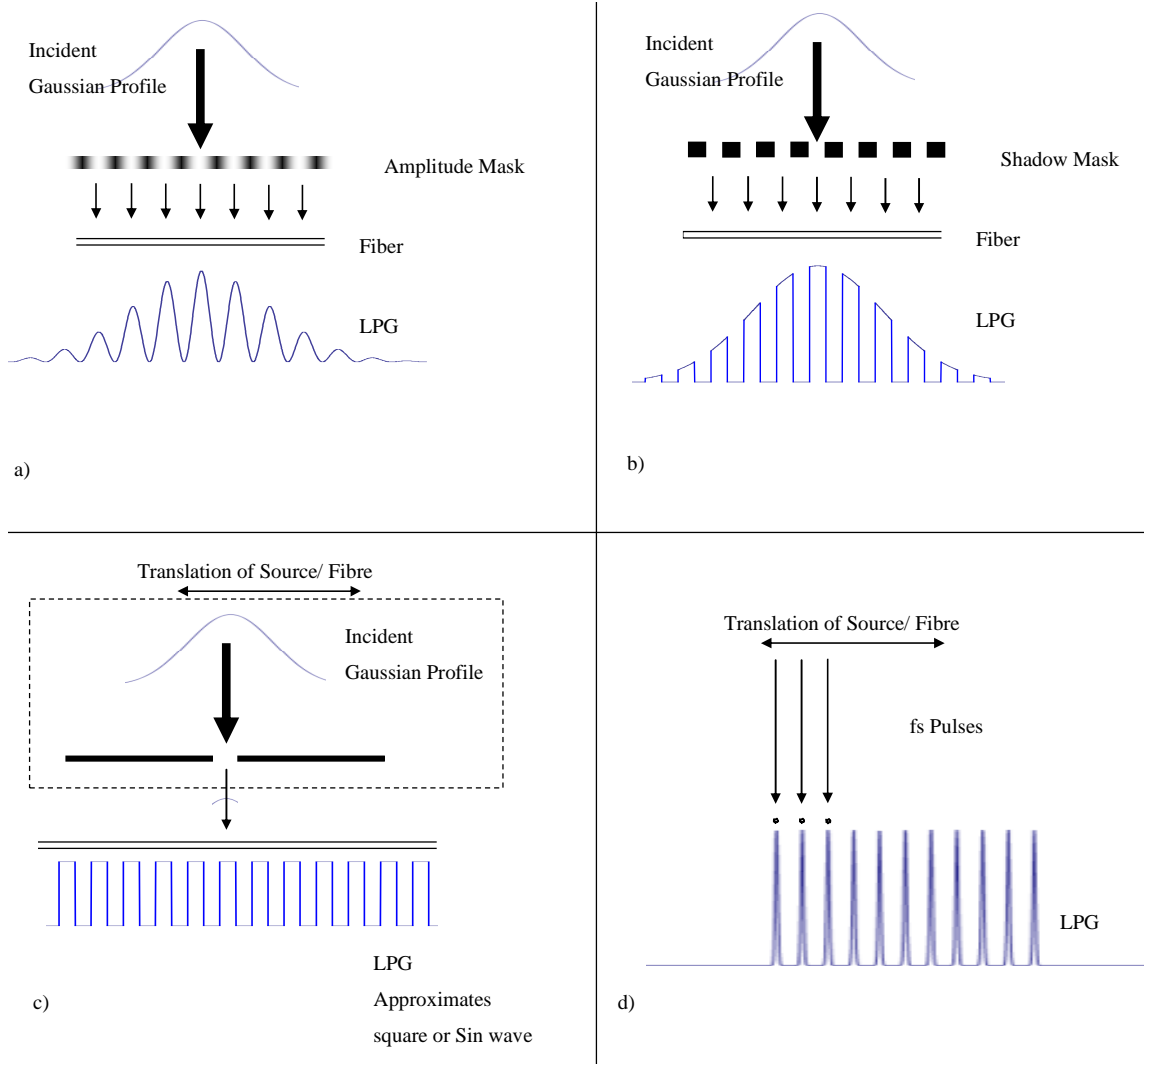 Incident
Gaussian Profile
Amplitude Mask
Fiber
LPG
a)
Incident
Gaussian Profile
Shadow Mask
Fiber
LPG
b)
Translation of Source/ Fibre
Incident
Gaussian Profile
LPG
Approximates
square or Sin wave
c)
Translation of Source/ Fibre
fs Pulses
LPG
d)